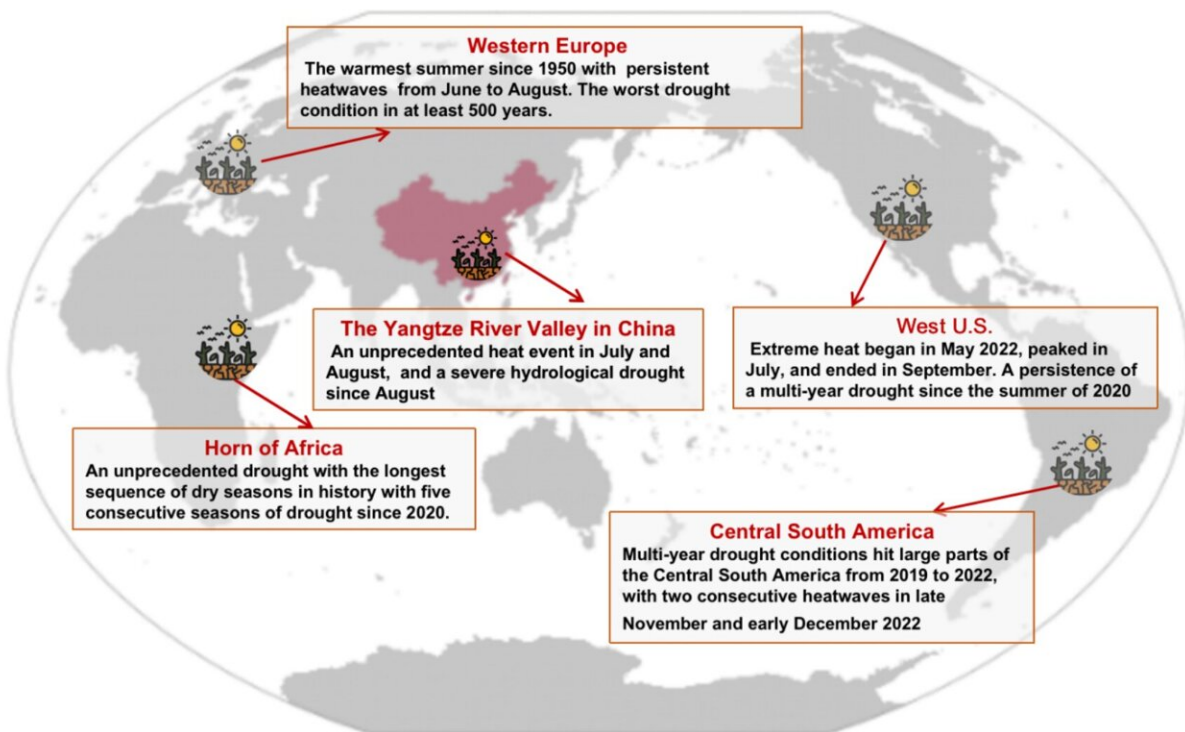 Western Europe
The warmest summer since 1950 with persistent
heatwaves from June to August. The worst drought
condition in at least 500 years.
The Yangtze River Valley in China
An unprecedented heat event in July and
August, and a severe hydrological drought
since August
West U.S.
Extreme heat began in May 2022, peaked in
July, and ended in September. A persistence of
a multi-year drought since the summer of 2020
Horn of Africa
An unprecedented drought with the longest
sequence of dry seasons in history with five
consecutive seasons of drought since 2020.
Central South America
Multi-year drought conditions hit large parts of
the Central South America from 2019 to 2022,
with two consecutive heatwaves in late
November and early December 2022